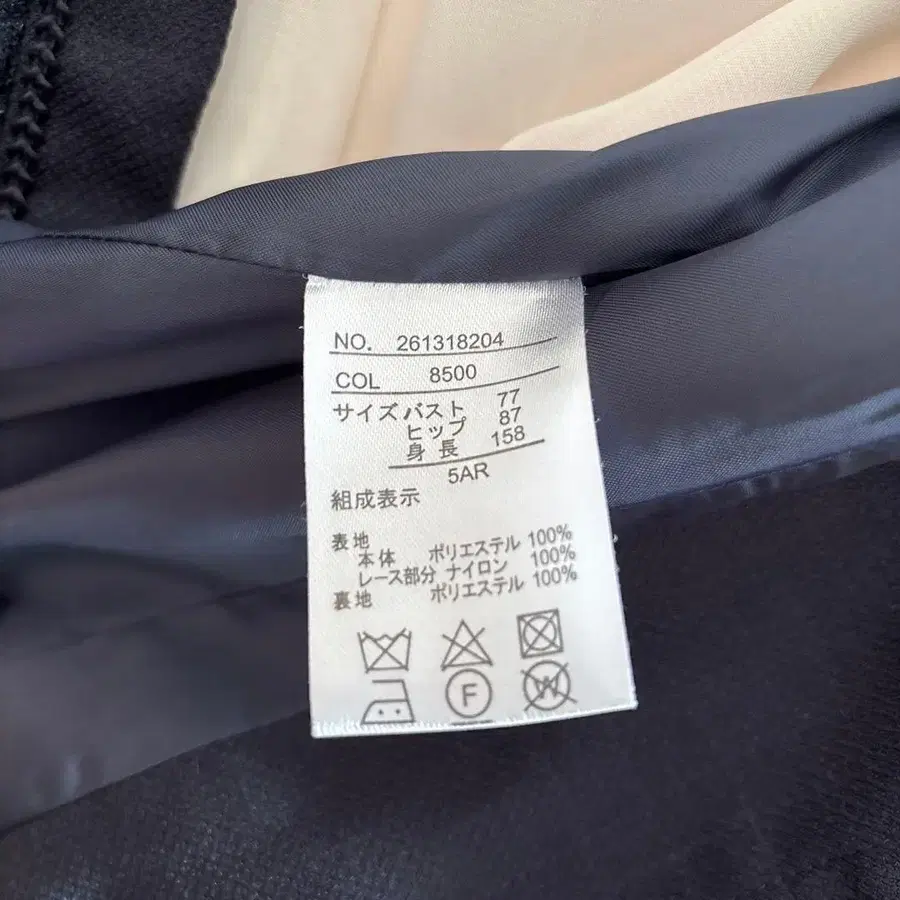 NO. 261318204
COL 8500
サイズ バスト 77
ヒップ 87
身長 158
5AR
組成表示
表地
本体 ポリエステル 100%
レース部分 ナイロン 100%
裏地 ポリエステル 100%
F
W